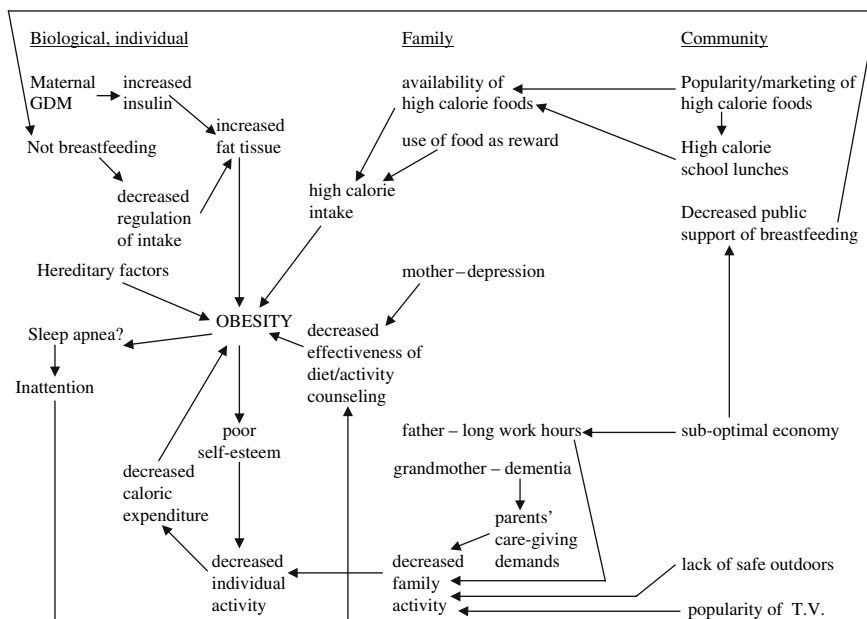 Biological, individual
Family
Community
Maternal
GDM
increased
insulin
increased
fat tissue
Not breastfeeding
decreased
regulation
of intake
Hereditary factors
OBESITY
Sleep apnea?
Inattention
poor
self-esteem
decreased
caloric
expenditure
decreased
individual
activity
availability of
high calorie foods
use of food as reward
high calorie
intake
mother – depression
decreased
effectiveness of
diet/activity
counseling
father – long work hours
grandmother – dementia
parents'
care-giving
demands
decreased
family
activity
Popularity/marketing of
high calorie foods
High calorie
school lunches
Decreased public
support of breastfeeding
sub-optimal economy
lack of safe outdoors
popularity of T.V.